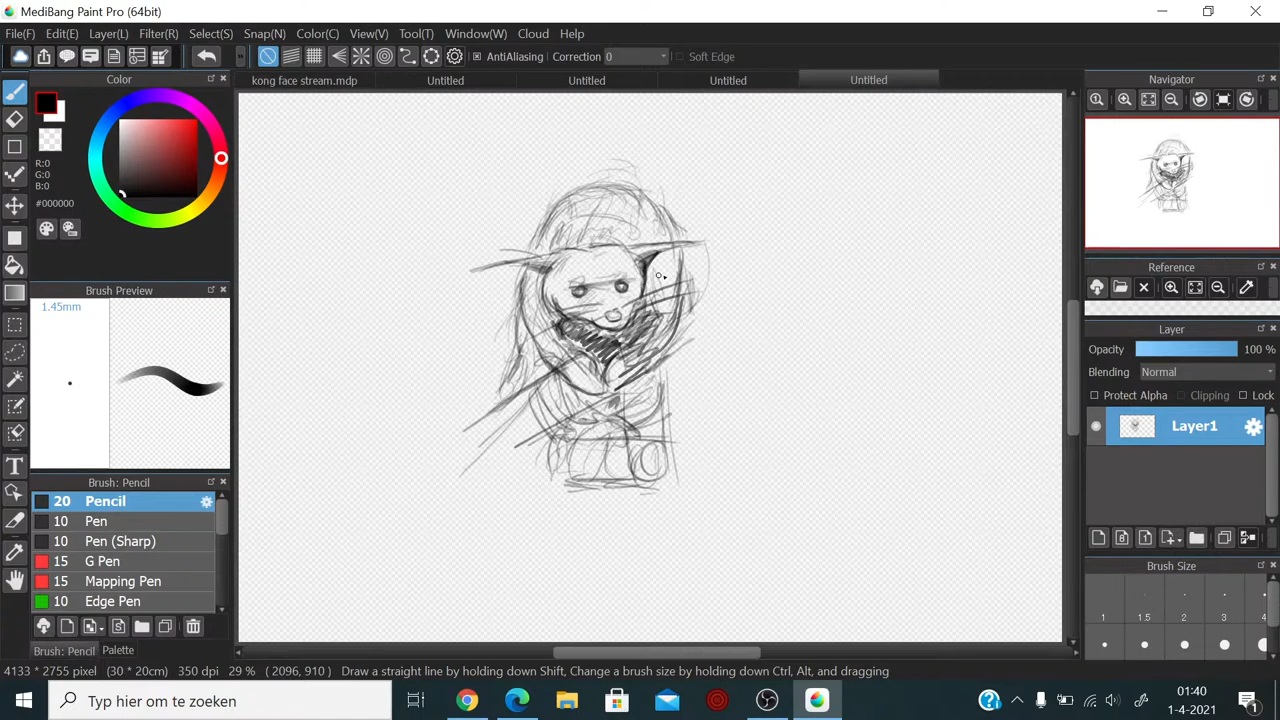 MediBang Paint Pro (64bit)
File(F) Edit(E) Layer(L) Filter(R) Select(S) Snap(N) Color(C) View(V) Tool(T) Window(W) Cloud Help
AntiAliasing Correction 0 Soft Edge
Color
kong face stream.mdp Untitled Untitled Untitled Untitled
Navigator
R:0
G:0
B:0
#000000
Brush Preview
1.45mm
Reference
Layer
Opacity 100 %
Blending Normal
Protect Alpha Clipping Lock
Layer1
Brush: Pencil
20 Pencil
10 Pen
10 Pen (Sharp)
15 G Pen
15 Mapping Pen
10 Edge Pen
Brush Size
1 1.5 2 3 4
Brush: Pencil Palette
4133 * 2755 pixel (30 * 20cm) 350 dpi 29 % ( 2096, 910 ) Draw a straight line by holding down Shift, Change a brush size by holding down Ctrl, Alt, and dragging
Typ hier om te zoeken
01:40
1-4-2021
1